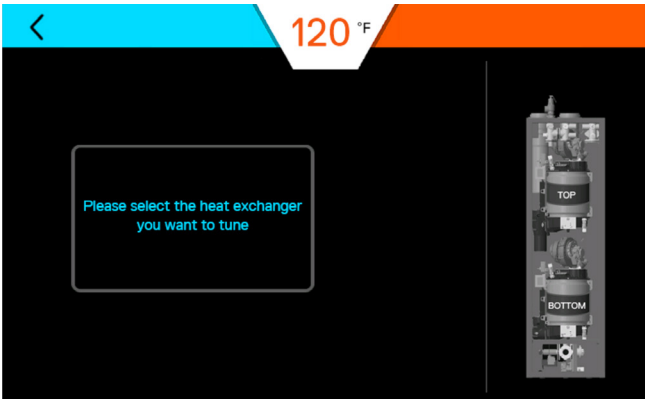 120 °F
Please select the heat exchanger
you want to tune
TOP
BOTTOM